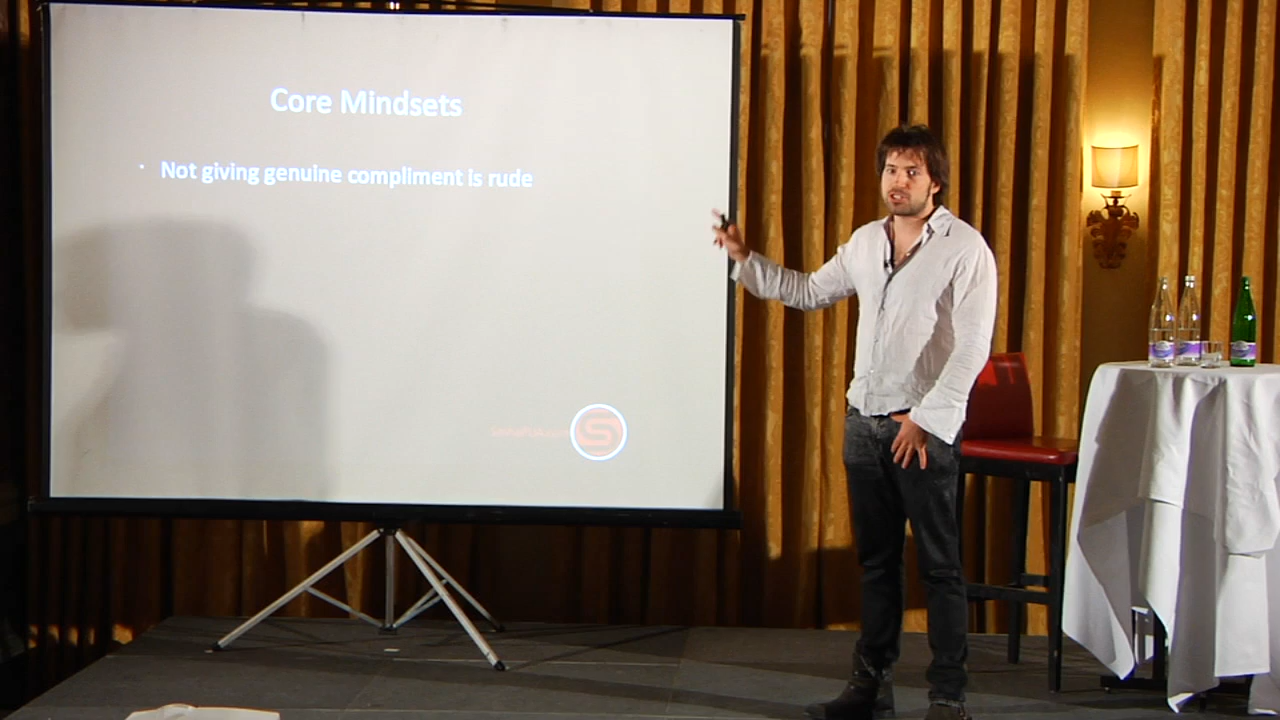 Core Mindsets
• Not giving genuine compliment is rude
S